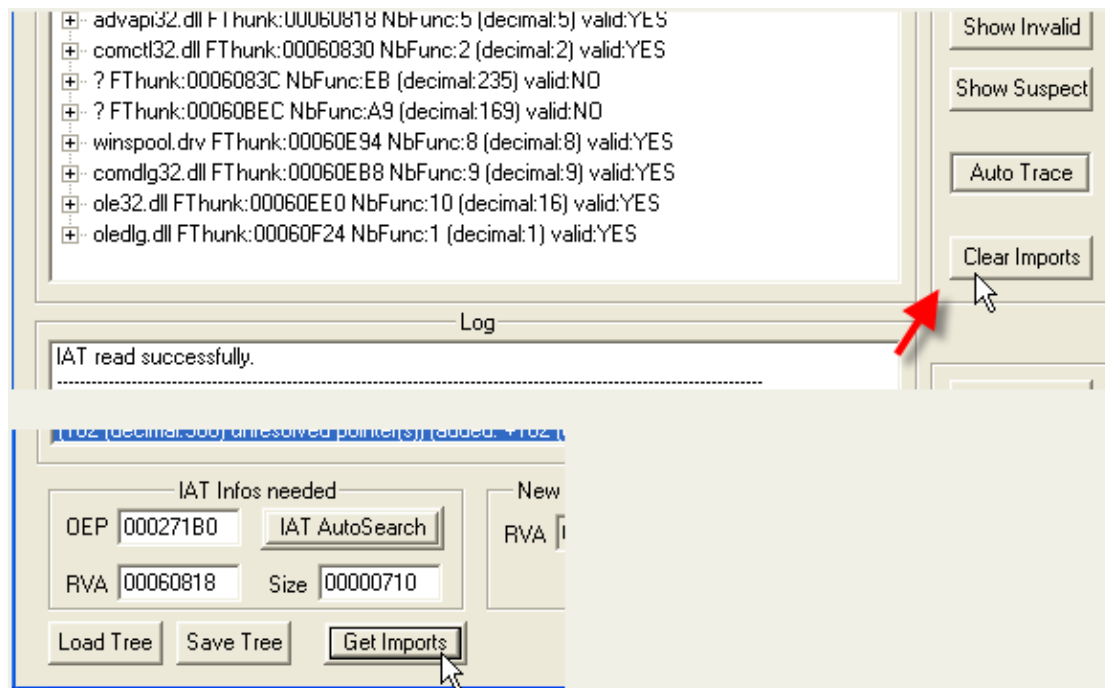 advapi32.dll FThunk:00060818 NbFunc:5 (decimal:5) valid:YES
comctl32.dll FThunk:00060830 NbFunc:2 (decimal:2) valid:YES
? FThunk:0006083C NbFunc:EB (decimal:235) valid:NO
? FThunk:00060BEC NbFunc:A9 (decimal:169) valid:NO
winspool.drv FThunk:00060E94 NbFunc:8 (decimal:8) valid:YES
comdlg32.dll FThunk:00060EB8 NbFunc:9 (decimal:9) valid:YES
ole32.dll FThunk:00060EE0 NbFunc:10 (decimal:16) valid:YES
oledlg.dll FThunk:00060F24 NbFunc:1 (decimal:1) valid:YES
Show Invalid
Show Suspect
Auto Trace
Clear Imports
Log
IAT read successfully.
unresolved pointer(s)) (added:
IAT Infos needed
OEP 000271B0 IAT AutoSearch
RVA 00060818 Size 00000710
New
RVA
Load Tree Save Tree Get Imports